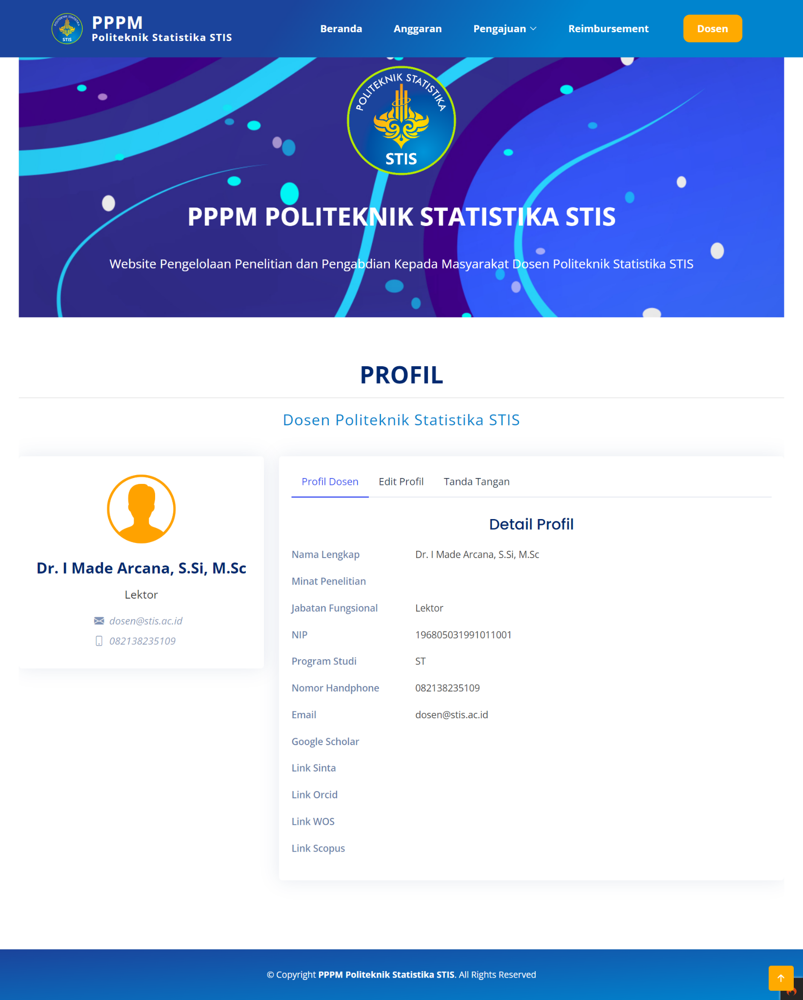 POLITEKNIK STATISTIKA
STIS
PPPM
Politeknik Statistika STIS
Beranda
Anggaran
Pengajuan
Reimbursement
Dosen
POLITEKNIK STATISTIKA
STIS
PPPM POLITEKNIK STATISTIKA STIS
Website Pengelolaan Penelitian dan Pengabdian Kepada Masyarakat Dosen Politeknik Statistika STIS
PROFIL
Dosen Politeknik Statistika STIS
Dr. I Made Arcana, S.Si, M.Sc
Lektor
dosen@stis.ac.id
082138235109
Profil Dosen
Edit Profil
Tanda Tangan
Detail Profil
Nama Lengkap Dr. I Made Arcana, S.Si, M.Sc
Minat Penelitian
Jabatan Fungsional Lektor
NIP 196805031991011001
Program Studi ST
Nomor Handphone 082138235109
Email dosen@stis.ac.id
Google Scholar
Link Sinta
Link Orcid
Link WOS
Link Scopus
© Copyright PPPM Politeknik Statistika STIS. All Rights Reserved